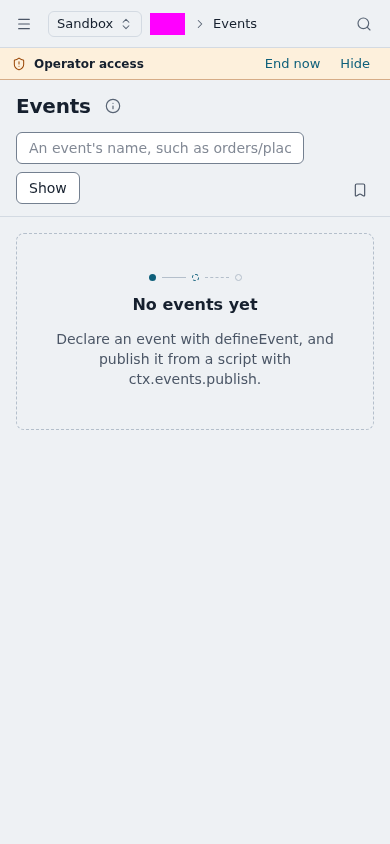 Sandbox
Events
Operator access
End now
Hide
Events
An event's name, such as orders/plac
Show
No events yet
Declare an event with defineEvent, and
publish it from a script with
ctx.events.publish.